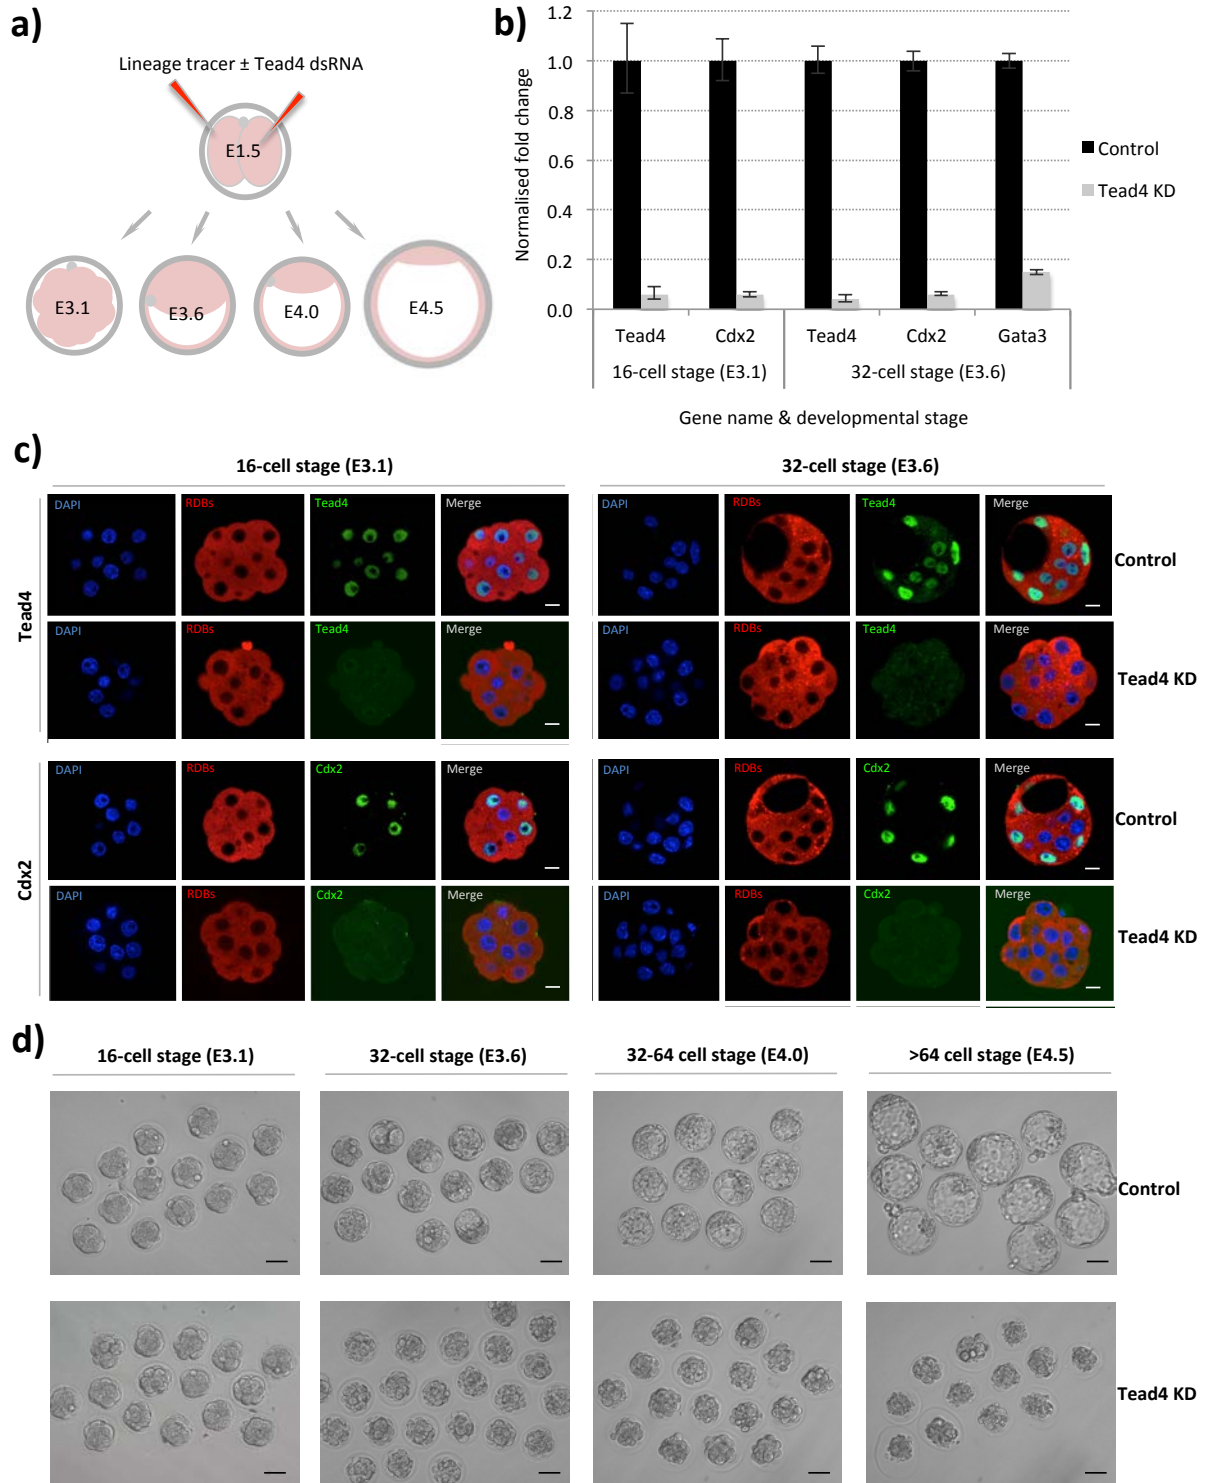 a)
Lineage tracer ± Tead4 dsRNA
E1.5
E3.1
E3.6
E4.0
E4.5
b)
Normalised fold change
1.2
1.0
0.8
0.6
0.4
0.2
0.0
Control
Tead4 KD
Tead4 Cdx2 Tead4 Cdx2 Gata3
16-cell stage (E3.1) 32-cell stage (E3.6)
Gene name & developmental stage
c)
16-cell stage (E3.1) 32-cell stage (E3.6)
Tead4
DAPI RDBs Tead4 Merge DAPI RDBs Tead4 Merge
Control
DAPI RDBs Tead4 Merge DAPI RDBs Tead4 Merge
Tead4 KD
Cdx2
DAPI RDBs Cdx2 Merge DAPI RDBs Cdx2 Merge
Control
DAPI RDBs Cdx2 Merge DAPI RDBs Cdx2 Merge
Tead4 KD
d)
16-cell stage (E3.1) 32-cell stage (E3.6) 32-64 cell stage (E4.0) >64 cell stage (E4.5)
Control
Tead4 KD